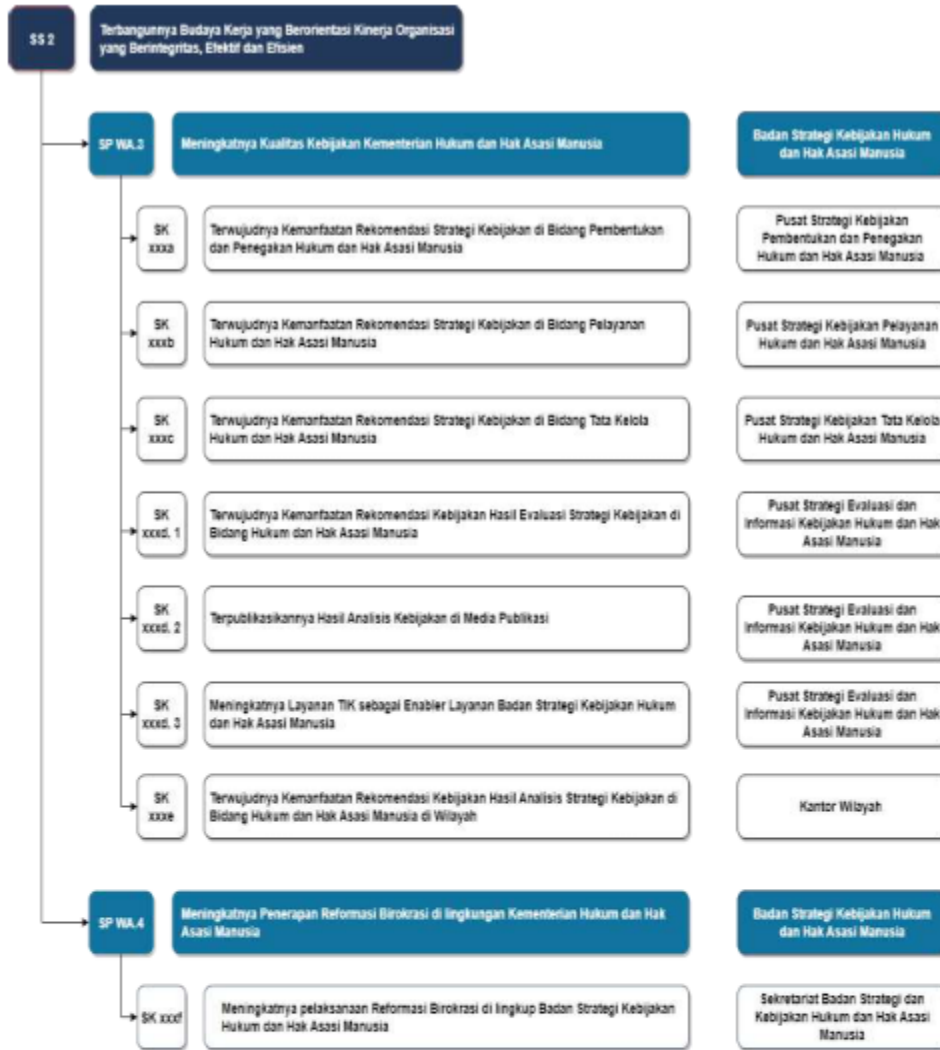 SS 2
Terbangunnya Budaya Kerja yang Berorientasi Kinerja Organisasi
yang Berintegritas, Efektif dan Efisien
SP WA.3
Meningkatnya Kualitas Kebijakan Kementerian Hukum dan Hak Asasi Manusia
Badan Strategi Kebijakan Hukum
dan Hak Asasi Manusia
SK
xxxa
Terwujudnya Kemanfaatan Rekomendasi Strategi Kebijakan di Bidang Pembentukan
dan Penegakan Hukum dan Hak Asasi Manusia
Pusat Strategi Kebijakan
Pembentukan dan Penegakan
Hukum dan Hak Asasi Manusia
SK
xxxb
Terwujudnya Kemanfaatan Rekomendasi Strategi Kebijakan di Bidang Pelayanan
Hukum dan Hak Asasi Manusia
Pusat Strategi Kebijakan Pelayanan
Hukum dan Hak Asasi Manusia
SK
xxxc
Terwujudnya Kemanfaatan Rekomendasi Strategi Kebijakan di Bidang Tata Kelola
Hukum dan Hak Asasi Manusia
Pusat Strategi Kebijakan Tata Kelola
Hukum dan Hak Asasi Manusia
SK
xxxd. 1
Terwujudnya Kemanfaatan Rekomendasi Kebijakan Hasil Evaluasi Strategi Kebijakan di
Bidang Hukum dan Hak Asasi Manusia
Pusat Strategi Evaluasi dan
Informasi Kebijakan Hukum dan Hak
Asasi Manusia
SK
xxxd. 2
Terpublikasikannya Hasil Analisis Kebijakan di Media Publikasi
Pusat Strategi Evaluasi dan
Informasi Kebijakan Hukum dan Hak
Asasi Manusia
SK
xxxd. 3
Meningkatnya Layanan TIK sebagai Enabler Layanan Badan Strategi Kebijakan Hukum
dan Hak Asasi Manusia
Pusat Strategi Evaluasi dan
Informasi Kebijakan Hukum dan Hak
Asasi Manusia
SK
xxxe
Terwujudnya Kemanfaatan Rekomendasi Kebijakan Hasil Analisis Strategi Kebijakan di
Bidang Hukum dan Hak Asasi Manusia di Wilayah
Kantor Wilayah
SP WA.4
Meningkatnya Penerapan Reformasi Birokrasi di lingkungan Kementerian Hukum dan Hak
Asasi Manusia
Badan Strategi Kebijakan Hukum
dan Hak Asasi Manusia
SK xxxf
Meningkatnya pelaksanaan Reformasi Birokrasi di lingkup Badan Strategi Kebijakan
Hukum dan Hak Asasi Manusia
Sekretariat Badan Strategi dan
Kebijakan Hukum dan Hak Asasi
Manusia